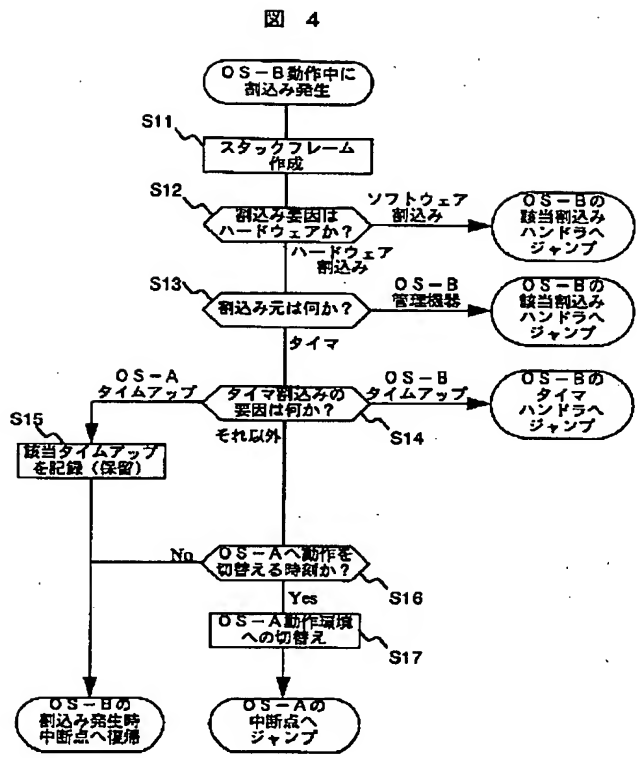 図 4
OS－B動作中に
割込み発生
S11
スタックフレーム
作成
S12
割込み要因は
ハードウェアか？
ソフトウェア
割込み
OS－Bの
該当割込み
ハンドラへ
ジャンプ
ハードウェア
割込み
S13
割込み元は何か？
OS－B
管理機器
OS－Bの
該当割込み
ハンドラへ
ジャンプ
タイマ
OS－A
タイムアップ
タイマ割込みの
要因は何か？
OS－B
タイムアップ
OS－Bの
タイマ
ハンドラへ
ジャンプ
S14
S15
該当タイムアップ
を記録（保留）
それ以外
No
OS－Aへ動作を
切替える時刻か？
S16
Yes
OS－A動作環境
への切替え
S17
OS－Bの
割込み発生時
中断点へ復帰
OS－Aの
中断点へ
ジャンプ